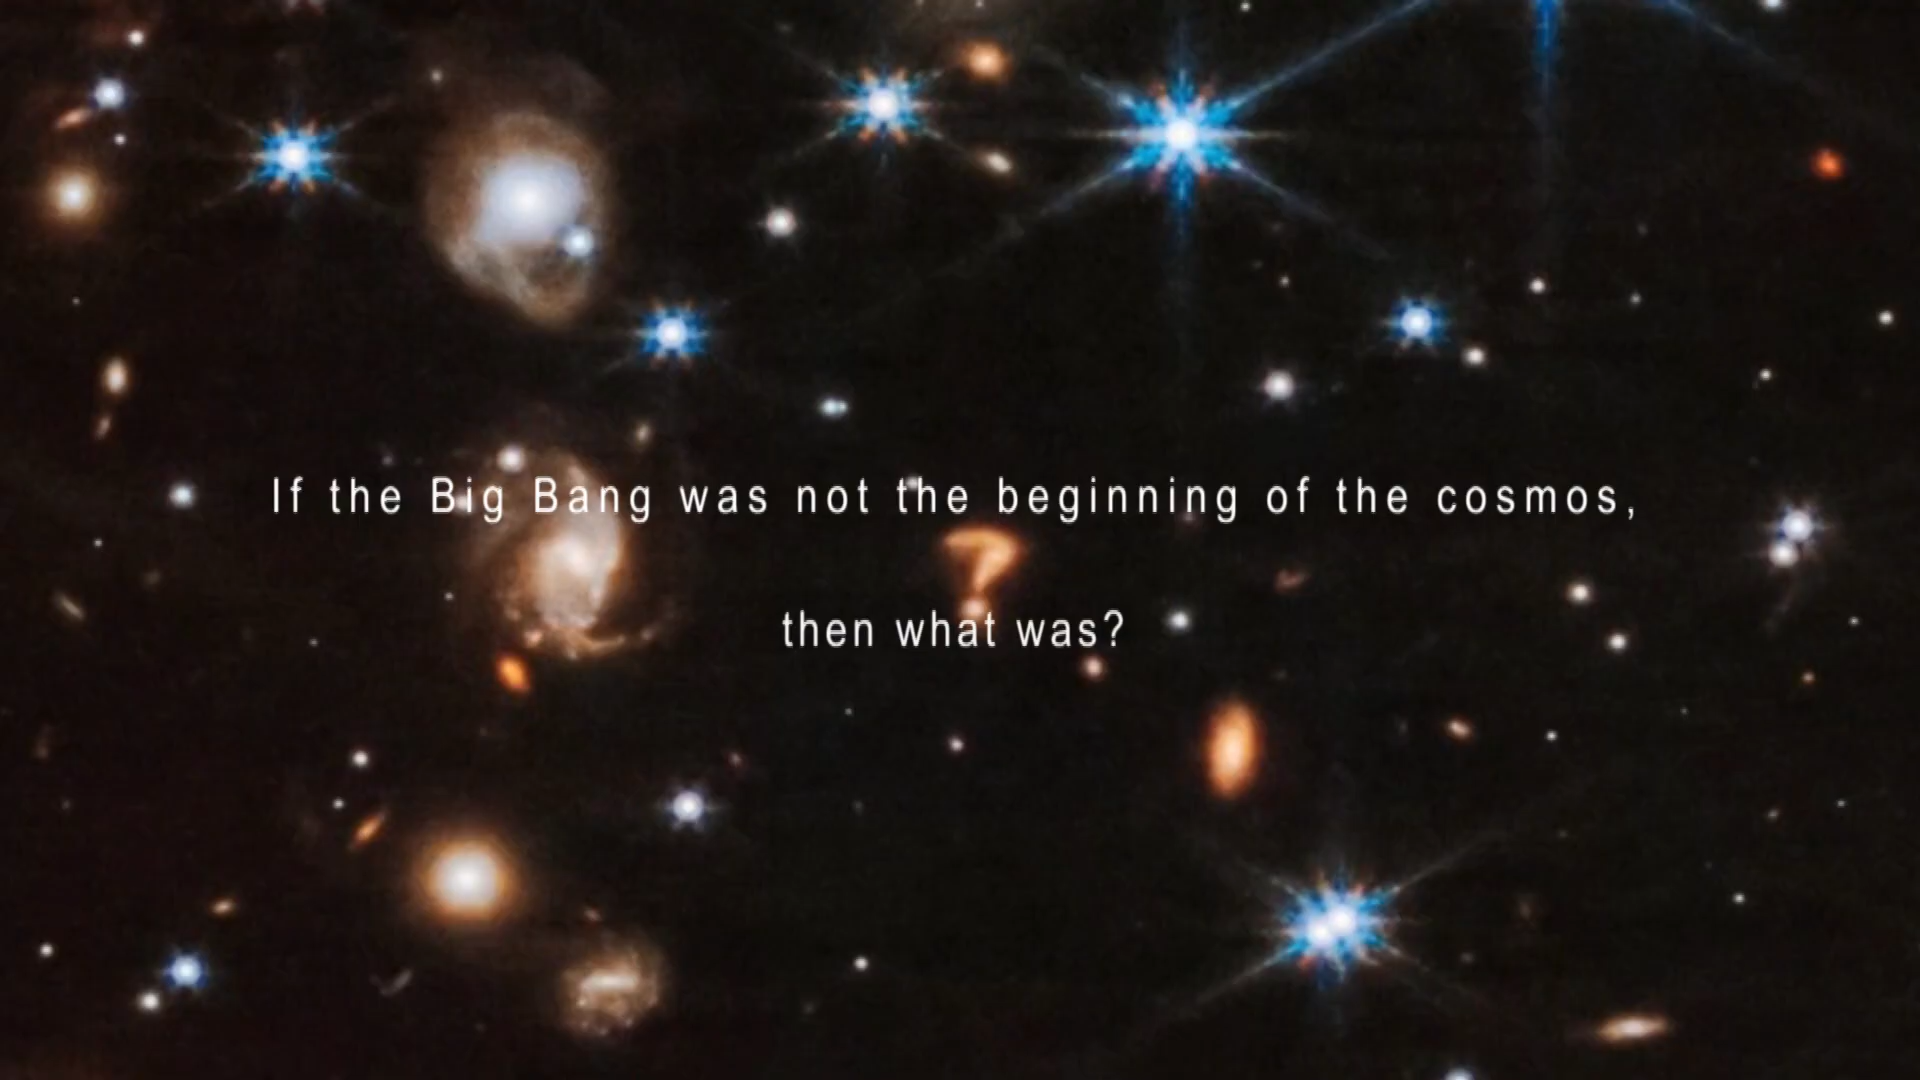 If the Big Bang was not the beginning of the cosmos,
then what was?